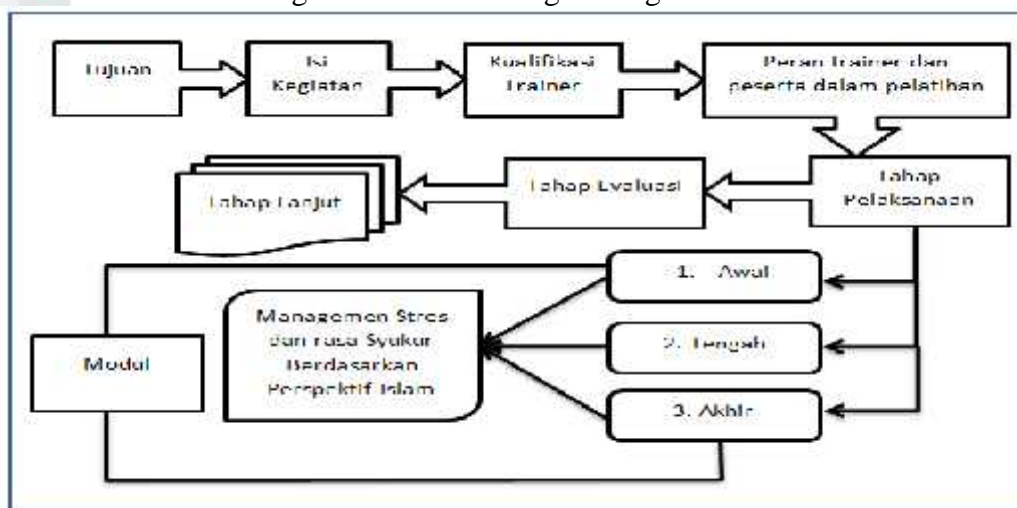 Tujuan
Isi
Kegiatan
Kualifikasi
Trainer
Peran trainer dan
peserta dalam pelatihan
Tahap Lanjut
Tahap Evaluasi
Tahap
Pelaksanaan
1. Awal
Managemen Stres
dan rasa Syukur
Berdasarkan
Perspektif Islam
2. Tengah
Modul
3. Akhir